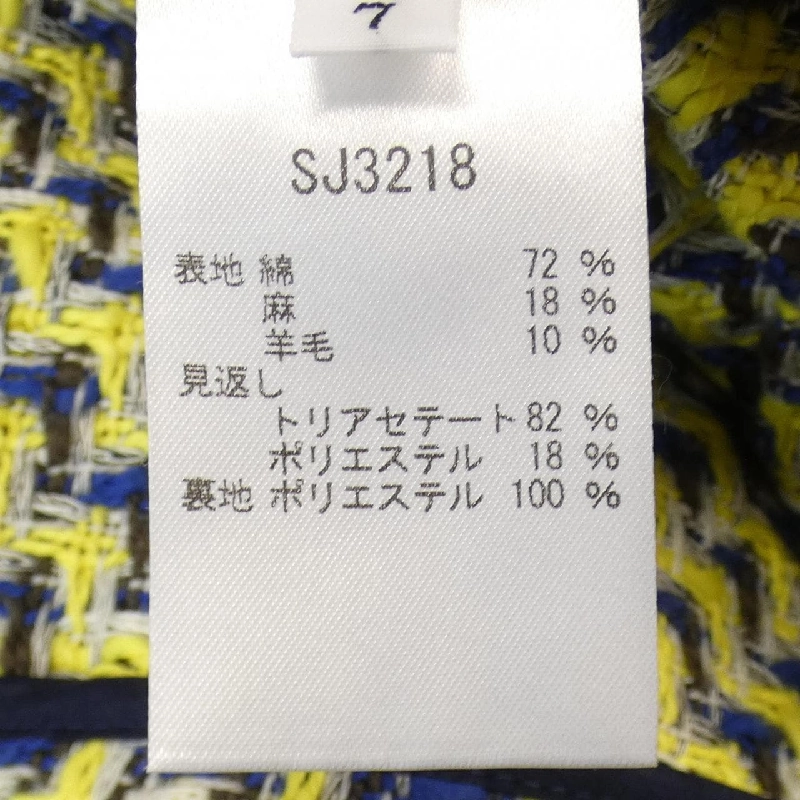 7
SJ3218
表地 綿 72 %
麻 18 %
羊毛 10 %
見返し
トリアセテート 82 %
ポリエステル 18 %
裏地 ポリエステル 100 %